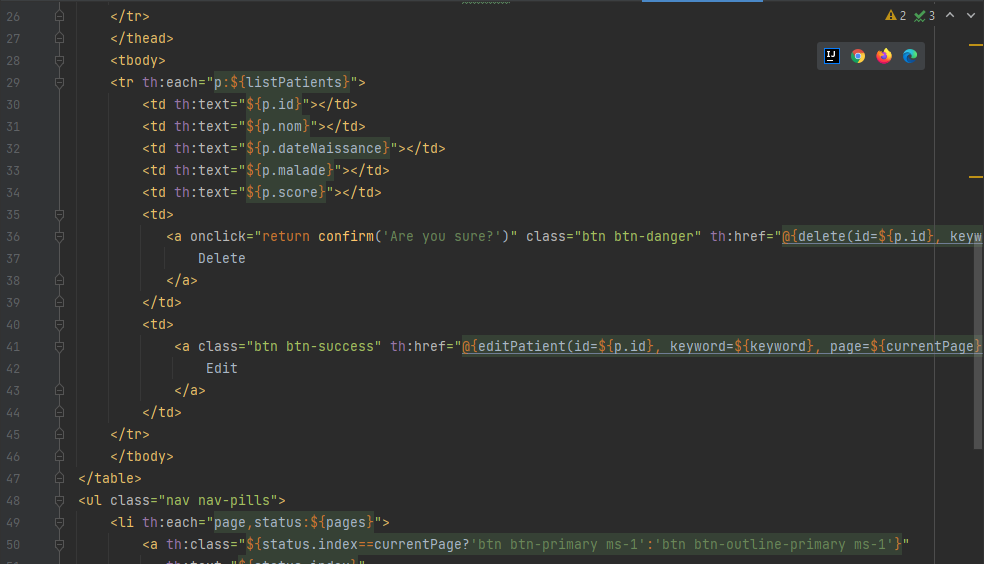 26 </tr>
⚠ 2 ✓ 3
27 </thead>
28 <tbody>
29 <tr th:each="p:${listPatients}">
30 <td th:text="${p.id}"></td>
31 <td th:text="${p.nom}"></td>
32 <td th:text="${p.dateNaissance}"></td>
33 <td th:text="${p.malade}"></td>
34 <td th:text="${p.score}"></td>
35 <td>
36 <a onclick="return confirm('Are you sure?')" class="btn btn-danger" th:href="@{delete(id=${p.id}, keyw
37 Delete
38 </a>
39 </td>
40 <td>
41 <a class="btn btn-success" th:href="@{editPatient(id=${p.id}, keyword=${keyword}, page=${currentPage}
42 Edit
43 </a>
44 </td>
45 </tr>
46 </tbody>
47 </table>
48 <ul class="nav nav-pills">
49 <li th:each="page,status:${pages}">
50 <a th:class="${status.index==currentPage?'btn btn-primary ms-1':'btn btn-outline-primary ms-1'}"